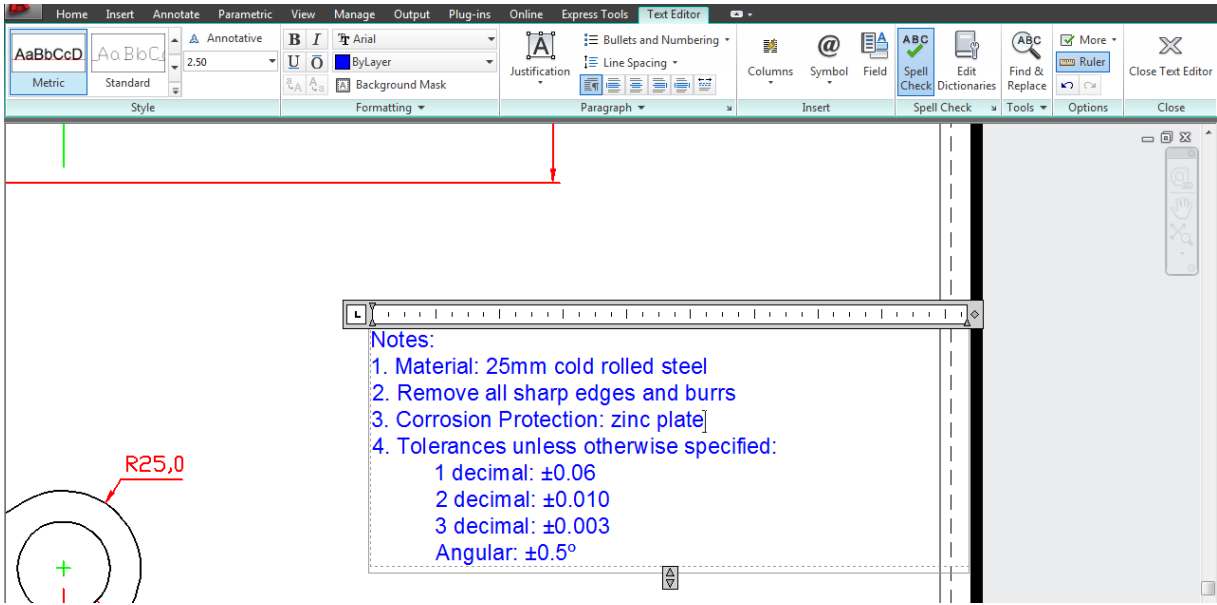 Home Insert Annotate Parametric View Manage Output Plug-ins Online Express Tools Text Editor
AaBbCcD AaBbC Annotative B I Arial Bullets and Numbering ABC ABC More
2.50 U O ByLayer Line Spacing Ruler
Metric Standard Background Mask Justification Columns Symbol Field Spell Check Edit Dictionaries Find & Replace Close Text Editor
Style Formatting Paragraph Insert Spell Check Tools Options Close
Notes:
1. Material: 25mm cold rolled steel
2. Remove all sharp edges and burrs
3. Corrosion Protection: zinc plate
4. Tolerances unless otherwise specified:
1 decimal: ±0.06
2 decimal: ±0.010
3 decimal: ±0.003
Angular: ±0.5º
R25,0